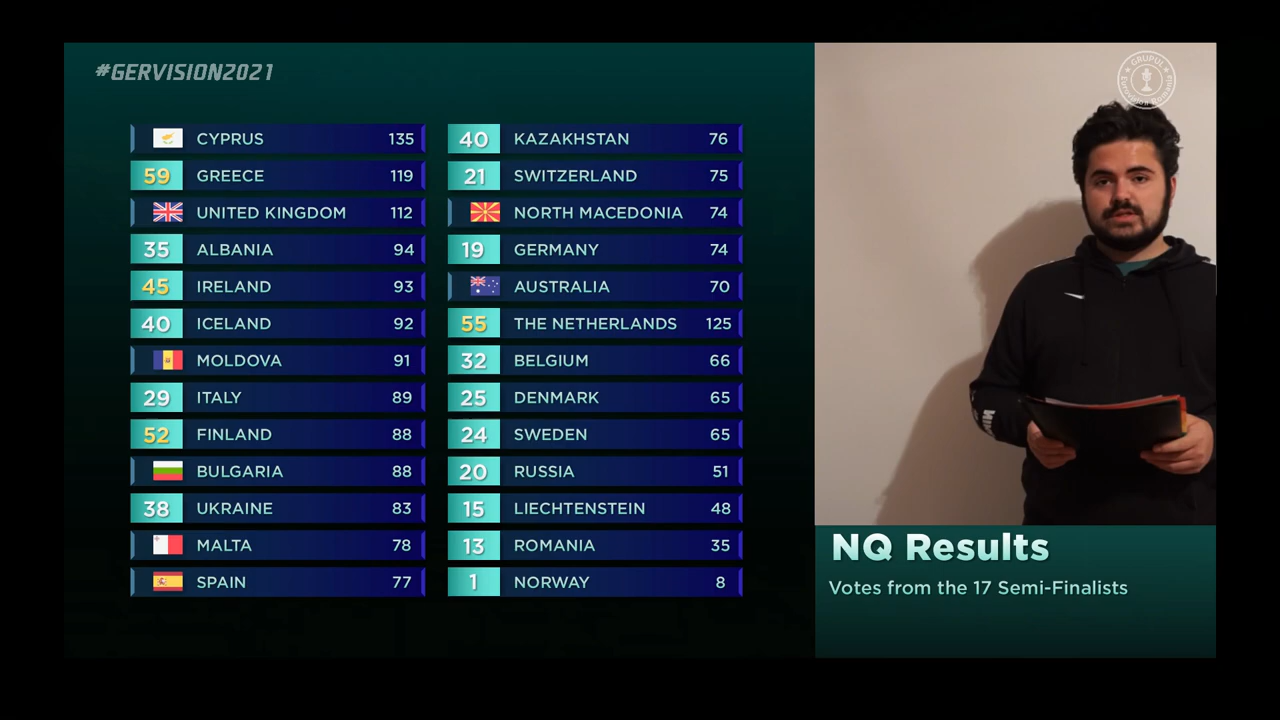 #GERVISION2021
CYPRUS 135
59 GREECE 119
UNITED KINGDOM 112
35 ALBANIA 94
45 IRELAND 93
40 ICELAND 92
MOLDOVA 91
29 ITALY 89
52 FINLAND 88
BULGARIA 88
38 UKRAINE 83
MALTA 78
SPAIN 77
40 KAZAKHSTAN 76
21 SWITZERLAND 75
NORTH MACEDONIA 74
19 GERMANY 74
AUSTRALIA 70
55 THE NETHERLANDS 125
32 BELGIUM 66
25 DENMARK 65
24 SWEDEN 65
20 RUSSIA 51
15 LIECHTENSTEIN 48
13 ROMANIA 35
1 NORWAY 8
GRUPUL
Eurovision Romania
NQ Results
Votes from the 17 Semi-Finalists